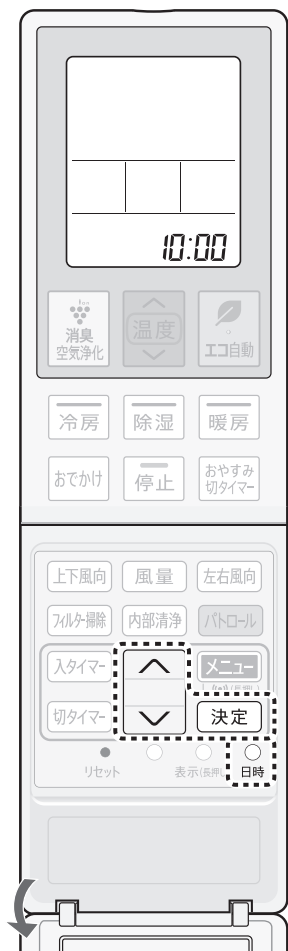 10:00
ion
消臭
空気浄化
温度
エコ自動
冷房
除湿
暖房
おでかけ
停止
おやすみ
切タイマー
上下風向
風量
左右風向
フィルター掃除
内部清浄
パトロール
入タイマー
メニュー
切タイマー
決定
リセット
表示(長押し
日時